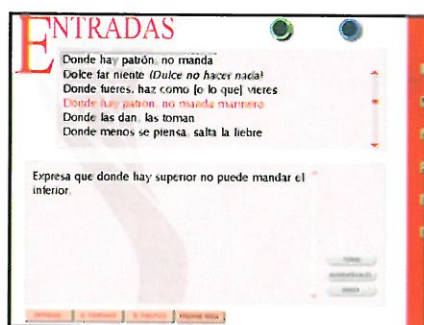 ENTRADAS
Donde hay patrón, no manda
Dolce far niente (Dulce no hacer nada)
Donde fueres, haz como [o lo que] vieres
Donde hay patrón, no manda marinero
Donde las dan, las toman
Donde menos se piensa, salta la liebre
Expresa que donde hay superior no puede mandar el
inferior.